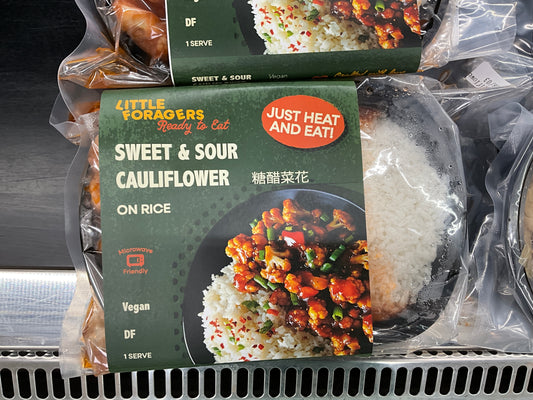 DF
1 SERVE
SWEET & SOUR
Vegan
LITTLE
FORAGERS
Ready to Eat
JUST HEAT
AND EAT!
SWEET & SOUR
CAULIFLOWER
糖醋菜花
ON RICE
Microwave
Friendly
Vegan
DF
1 SERVE